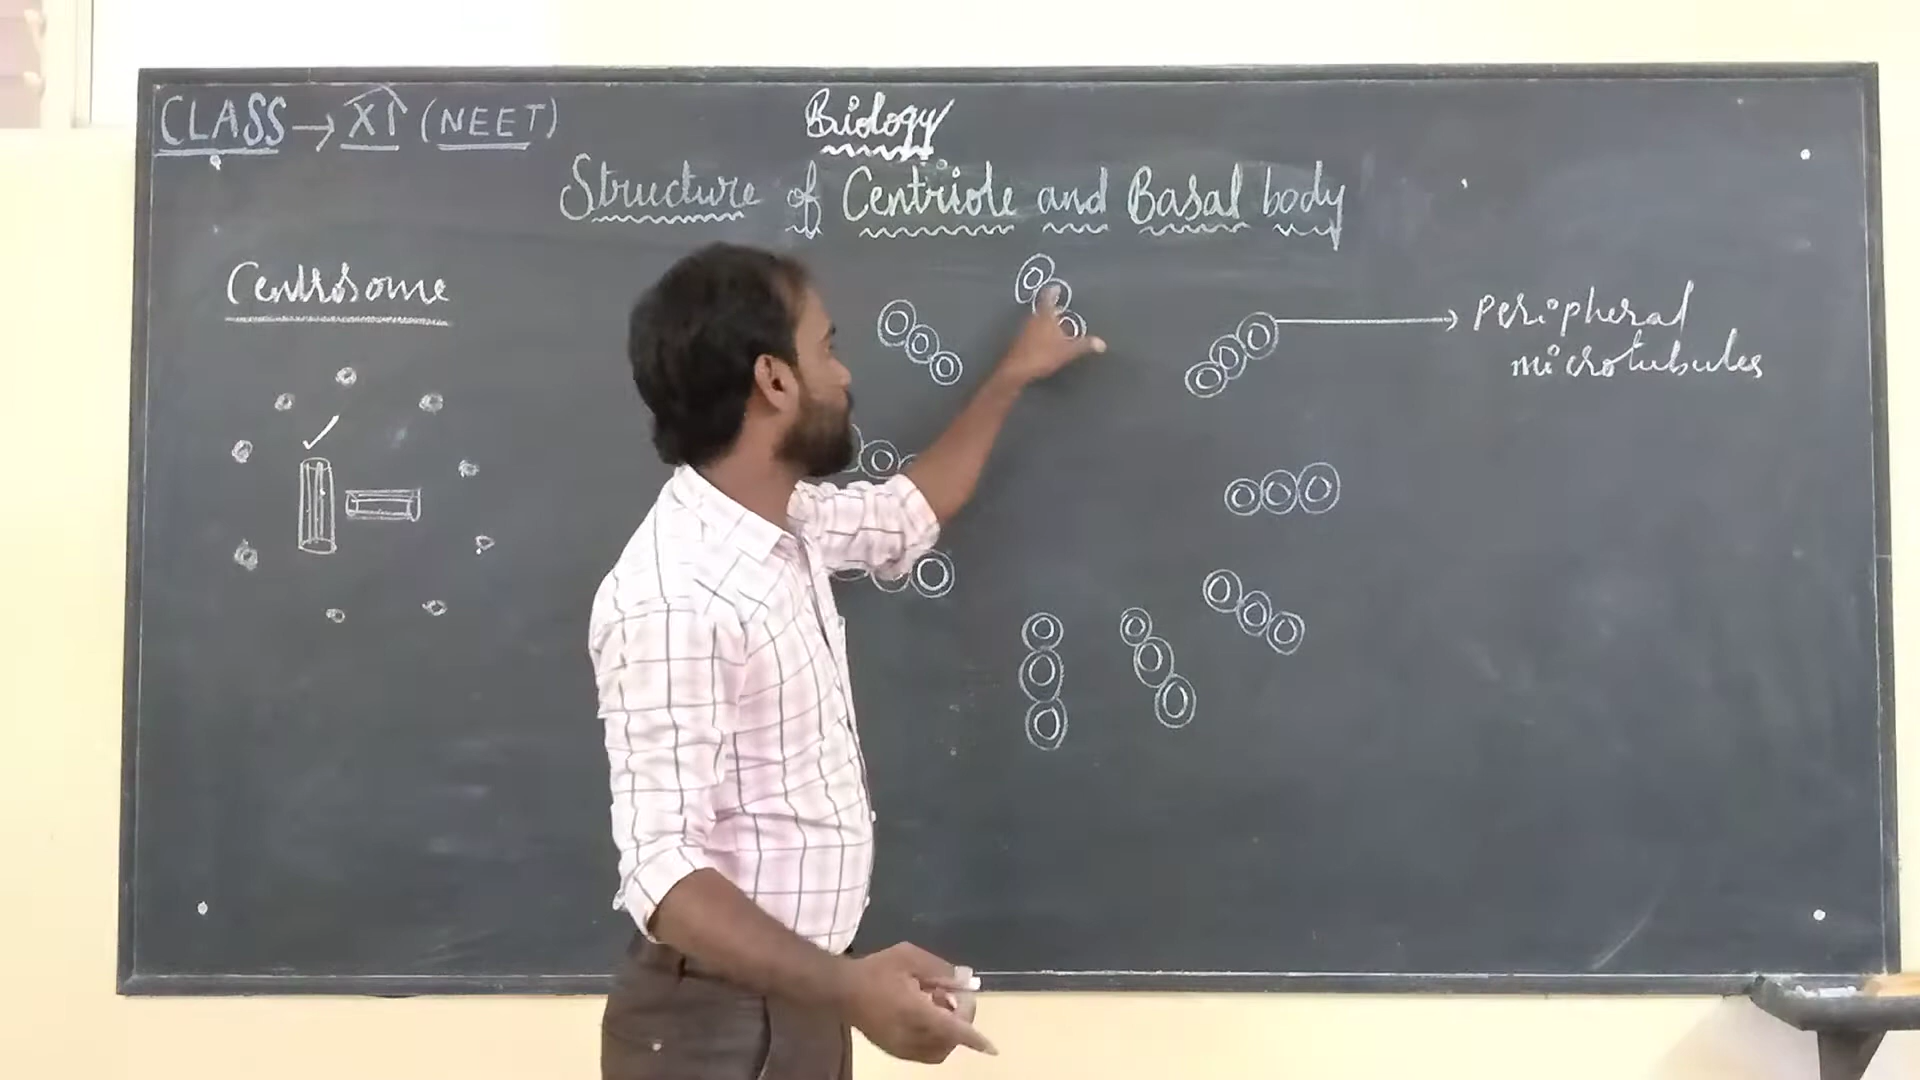 CLASS → XI (NEET)
Biology
Structure of Centriole and Basal body
Centrosome
Peripheral
microtubules